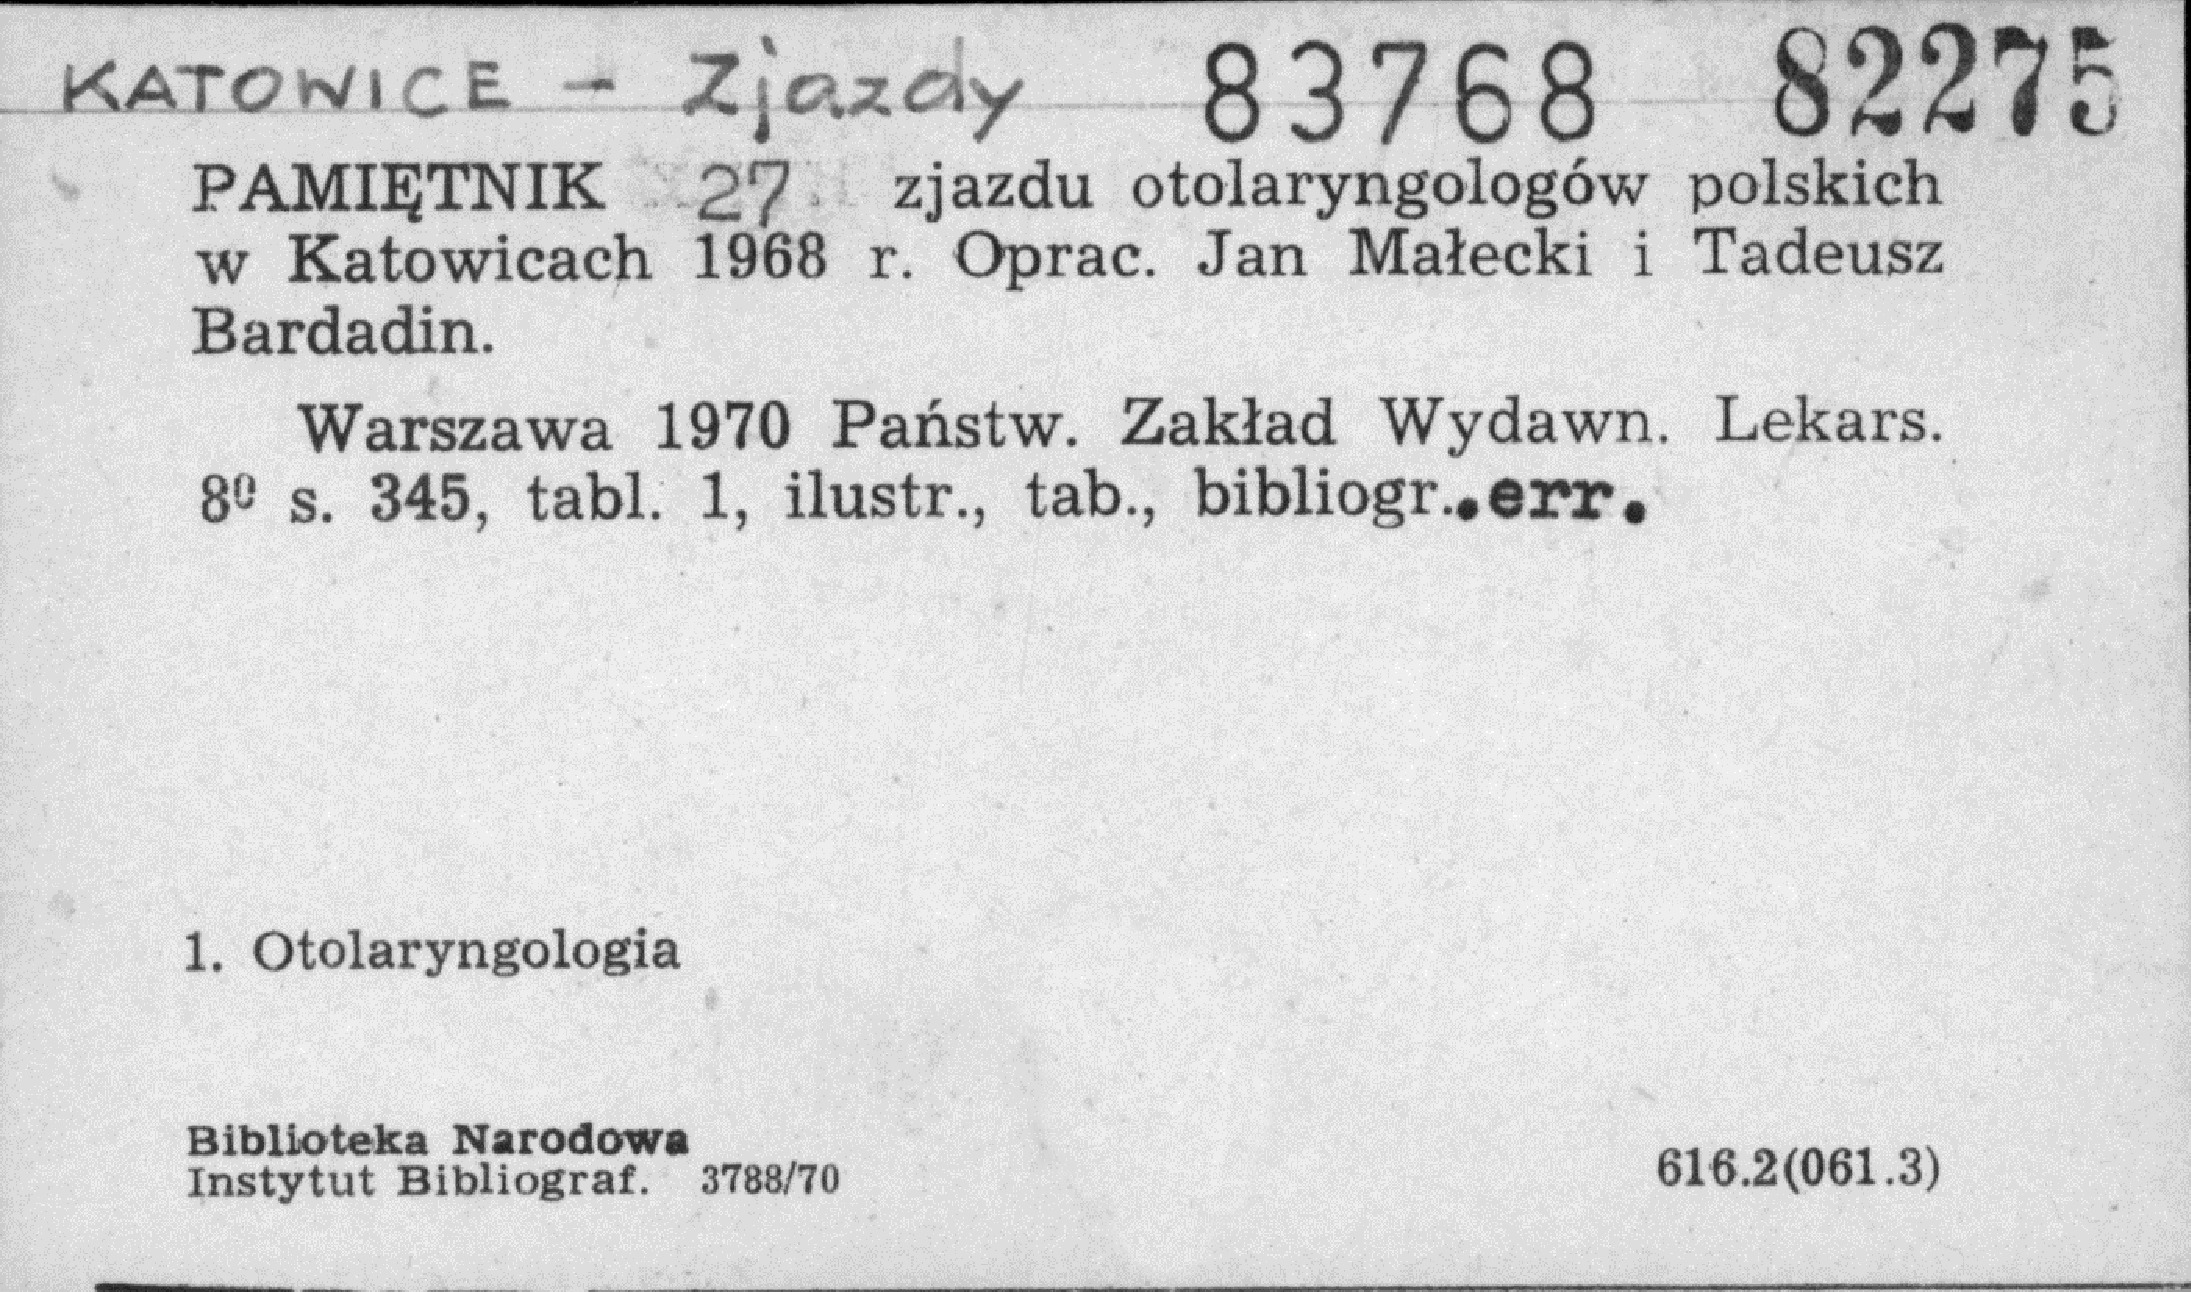 KATOWICE - Zjazdy 83768 82275
PAMIĘTNIK 27 zjazdu otolaryngologów polskich
w Katowicach 1968 r. Oprac. Jan Małecki i Tadeusz
Bardadin.
Warszawa 1970 Państw. Zakład Wydawn. Lekars.
8⁰ s. 345, tabl. 1, ilustr., tab., bibliogr..err.
1. Otolaryngologia
Biblioteka Narodowa
Instytut Bibliograf. 3788/70 616.2(061.3)